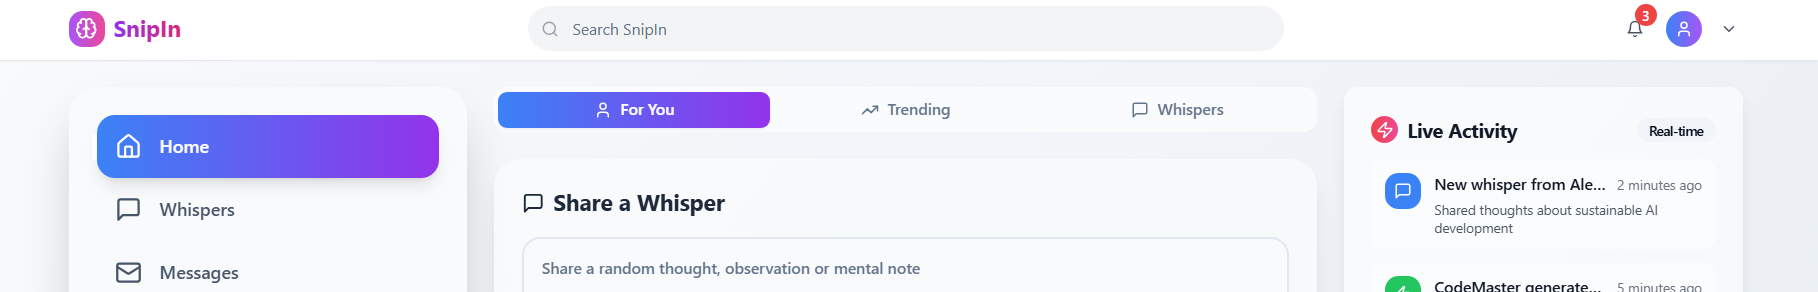 SnipIn
Search SnipIn
3
Home
Whispers
Messages
For You
Trending
Whispers
Share a Whisper
Share a random thought, observation or mental note
Live Activity
Real-time
New whisper from Ale...
2 minutes ago
Shared thoughts about sustainable AI
development
CodeMaster generate...
5 minutes ago